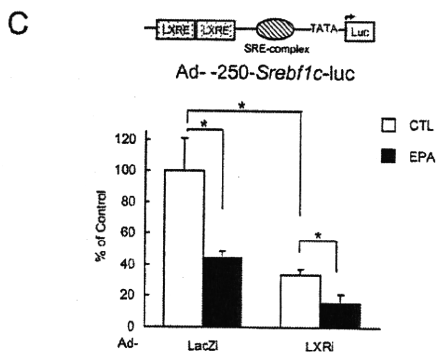 C
LXRE LXRE TATA Luc
SRE-complex
Ad- -250-Srebf1c-luc
*
*
*
CTL
EPA
% of Control
120
100
80
60
40
20
0
Ad- LacZi LXRi